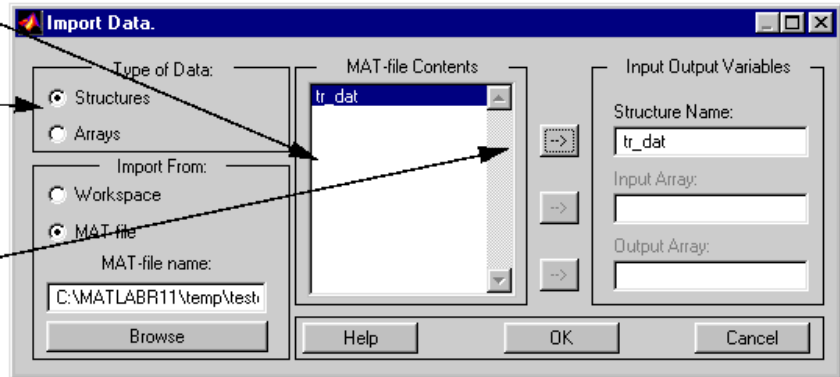 Import Data.
Type of Data:
Structures
Arrays
Import From:
Workspace
MAT-file
MAT-file name:
C:\MATLABR11\temp\test
Browse
MAT-file Contents
tr_dat
-->
-->
-->
Input Output Variables
Structure Name:
tr_dat
Input Array:
Output Array:
Help
OK
Cancel